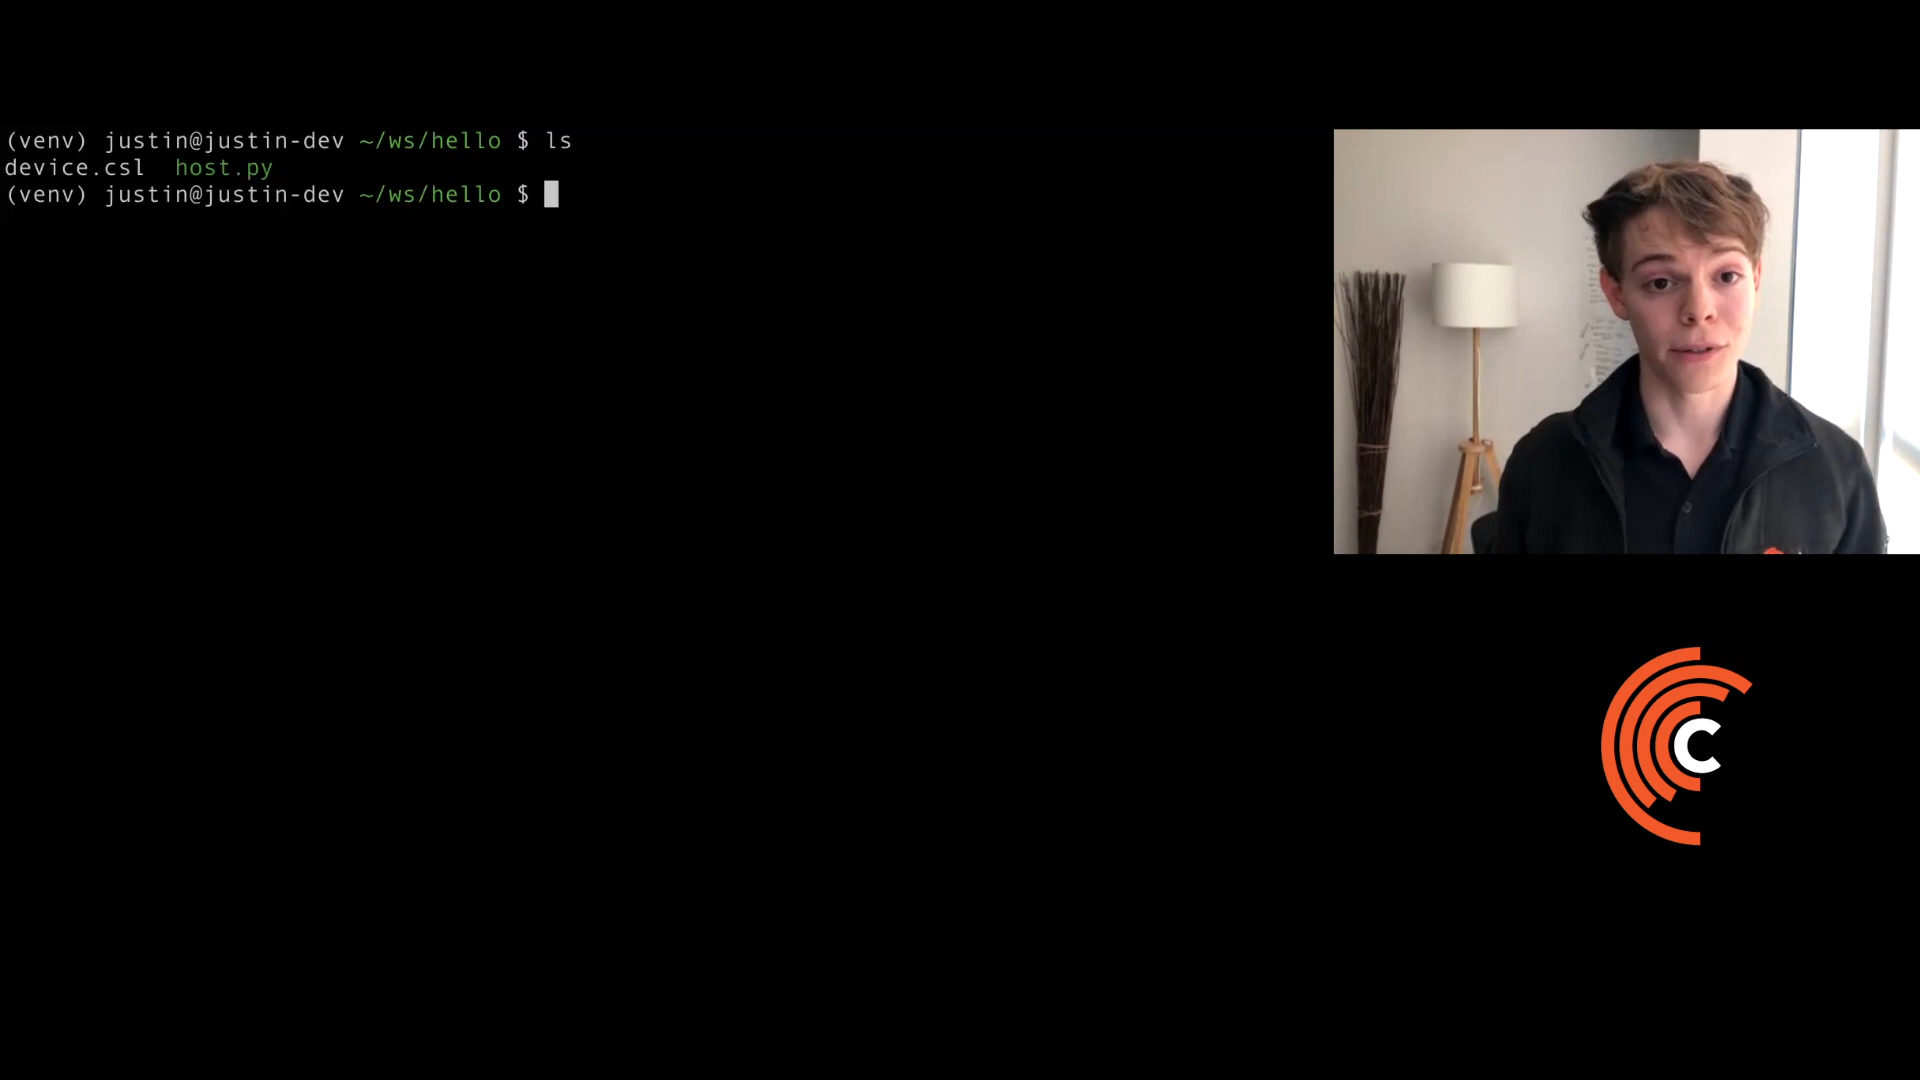 (venv) justin@justin-dev ~/ws/hello $ ls
device.csl  host.py
(venv) justin@justin-dev ~/ws/hello $
C